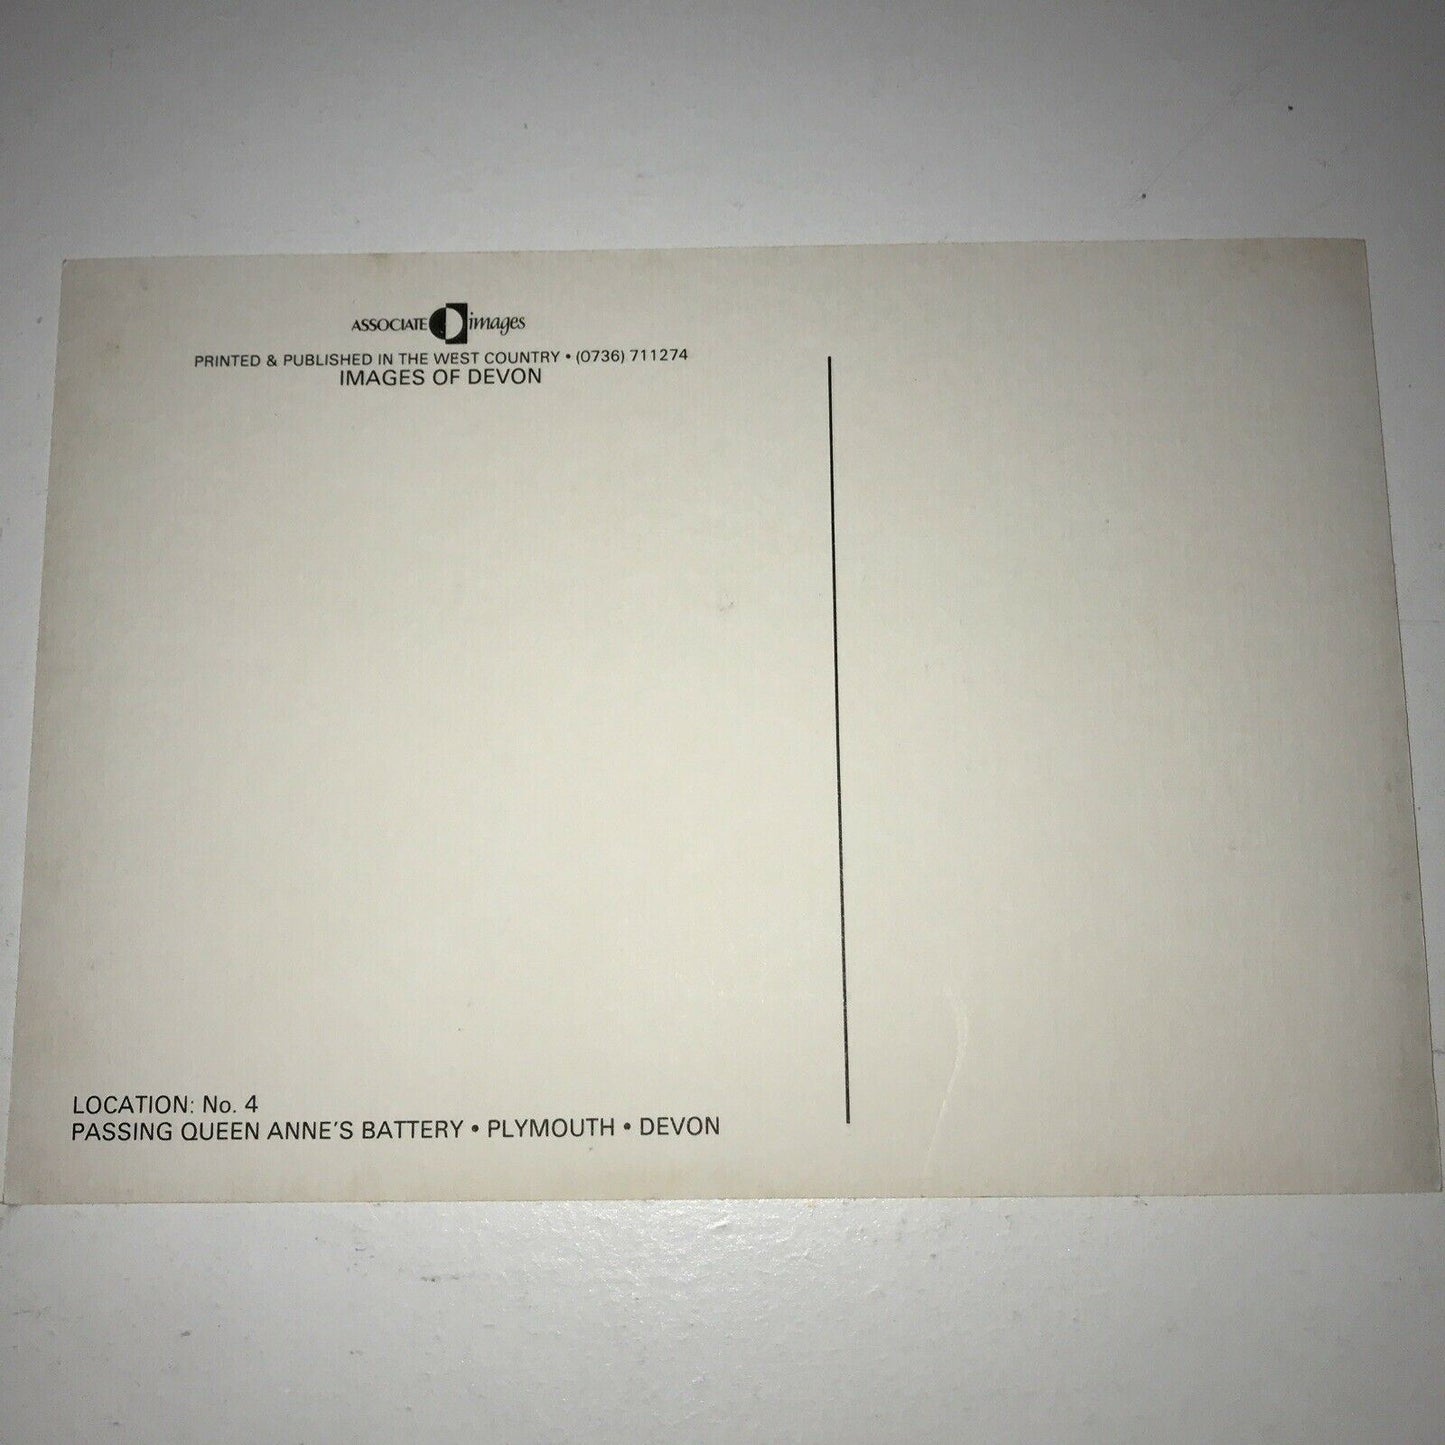 ASSOCIATE images
PRINTED & PUBLISHED IN THE WEST COUNTRY • (0736) 711274
IMAGES OF DEVON
LOCATION: No. 4
PASSING QUEEN ANNE'S BATTERY • PLYMOUTH • DEVON